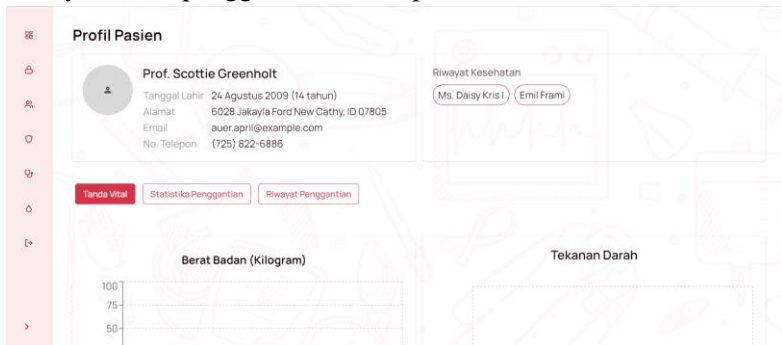 Profil Pasien
Prof. Scottie Greenholt
Tanggal Lahir 24 Agustus 2009 (14 tahun)
Alamat 6028 Jakayla Ford New Cathy, ID 07805
Email auer.april@example.com
No. Telepon (725) 822-6886
Riwayat Kesehatan
Ms. Daisy Kris I Emil Frami
Tanda Vital Statistika Penggantian Riwayat Penggantian
Berat Badan (Kilogram)
100
75
50
Tekanan Darah